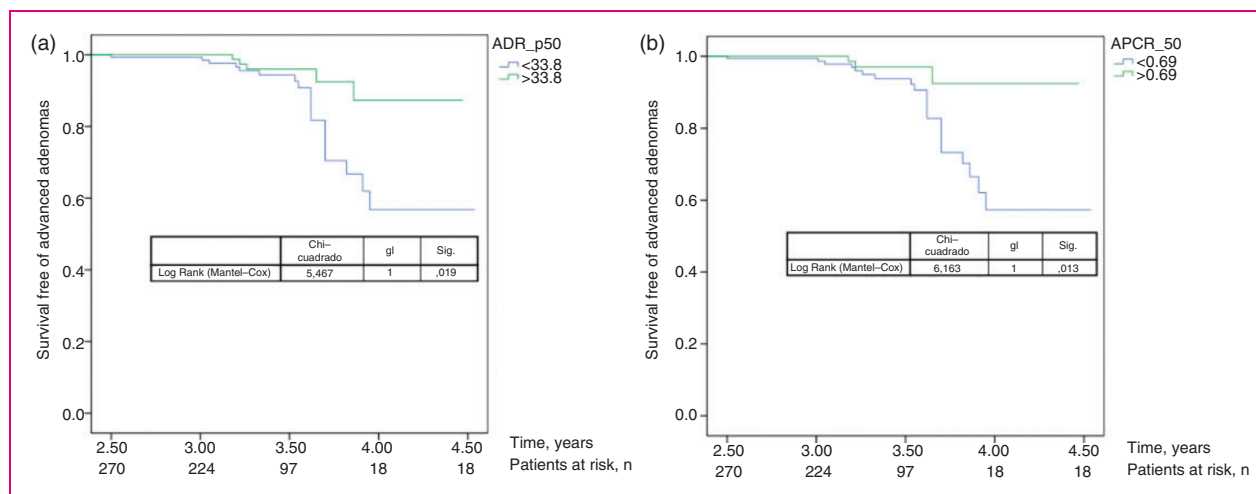 (a)
ADR_p50
<33.8
>33.8
Survival free of advanced adenomas
1.0
0.8
0.6
0.4
0.2
0.0
Chi–
cuadrado
gl
Sig.
Log Rank (Mantel–Cox)
5,467
1
,019
2.50
3.00
3.50
4.00
4.50
Time, years
270
224
97
18
18
Patients at risk, n
(b)
APCR_50
<0.69
>0.69
Survival free of advanced adenomas
1.0
0.8
0.6
0.4
0.2
0.0
Chi–
cuadrado
gl
Sig.
Log Rank (Mantel–Cox)
6,163
1
,013
2.50
3.00
3.50
4.00
4.50
Time, years
270
224
97
18
18
Patients at risk, n